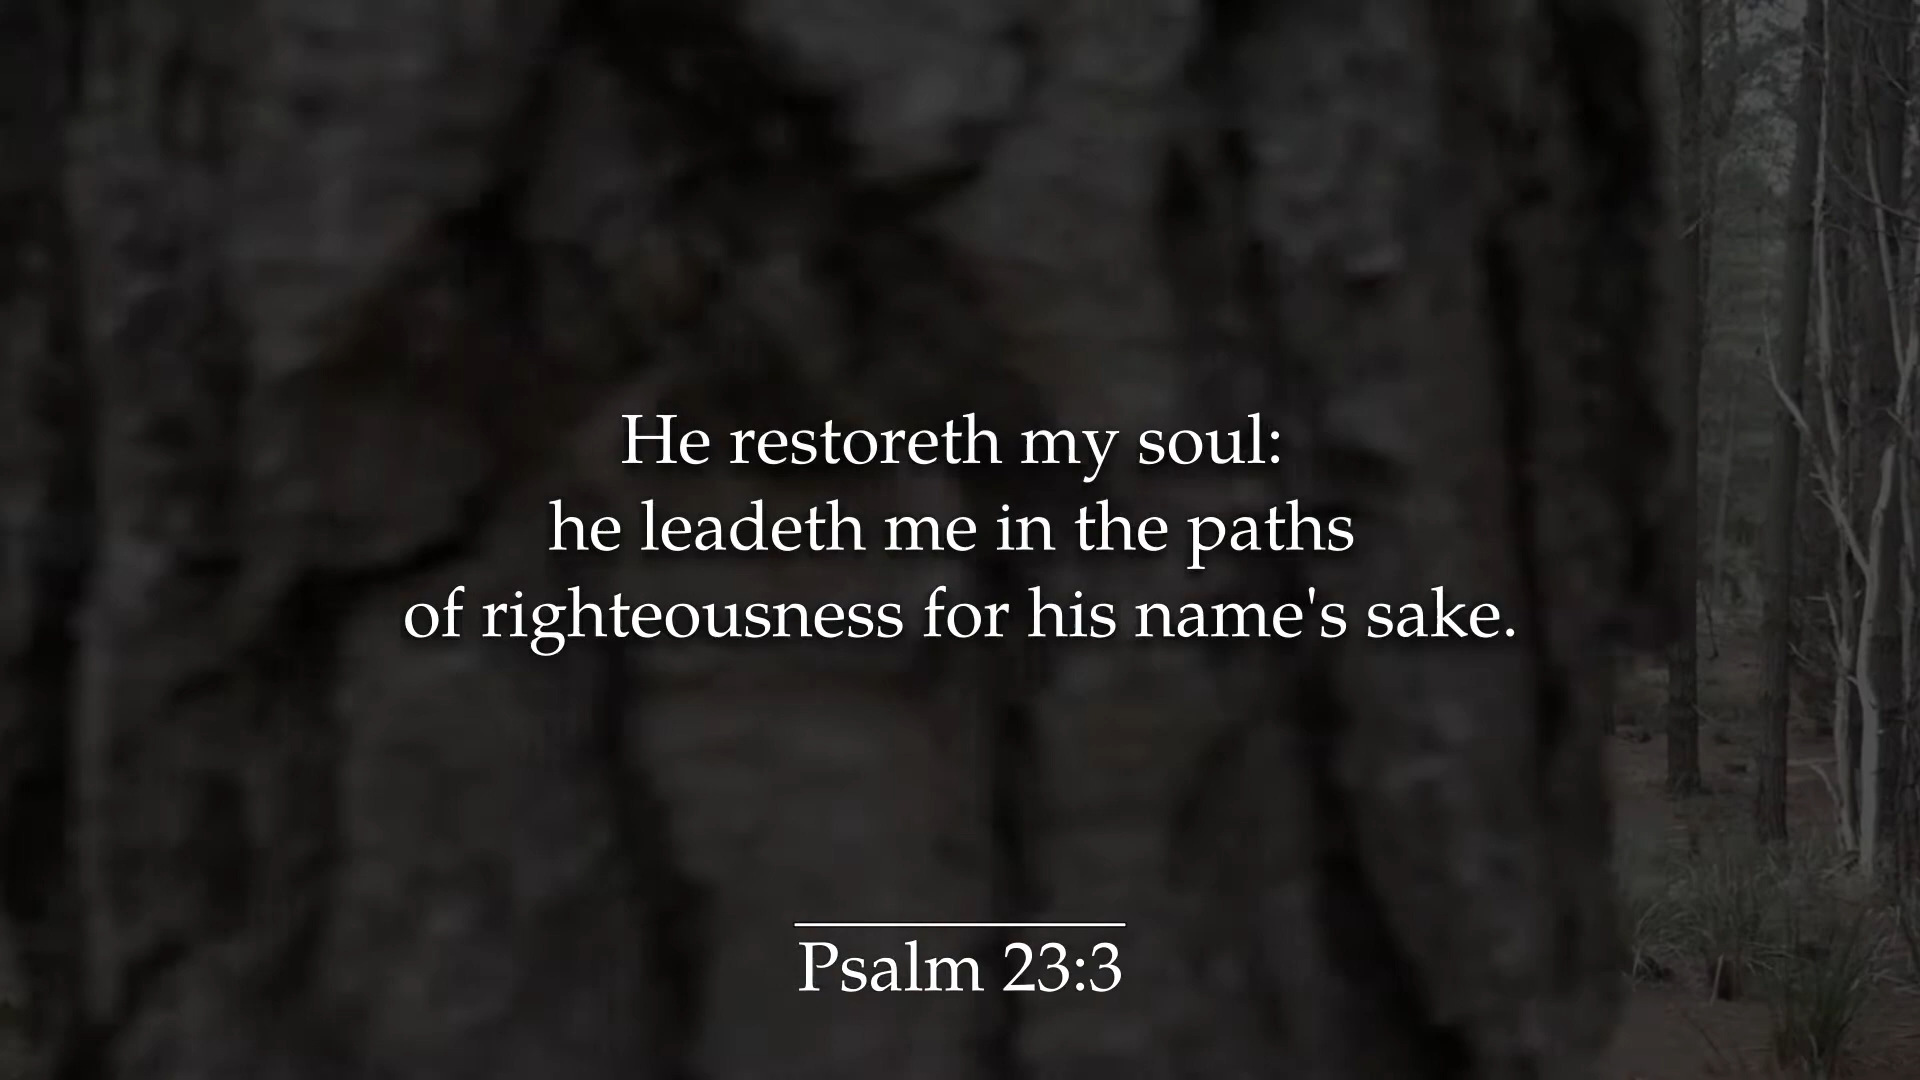 He restoreth my soul:
he leadeth me in the paths
of righteousness for his name's sake.
Psalm 23:3